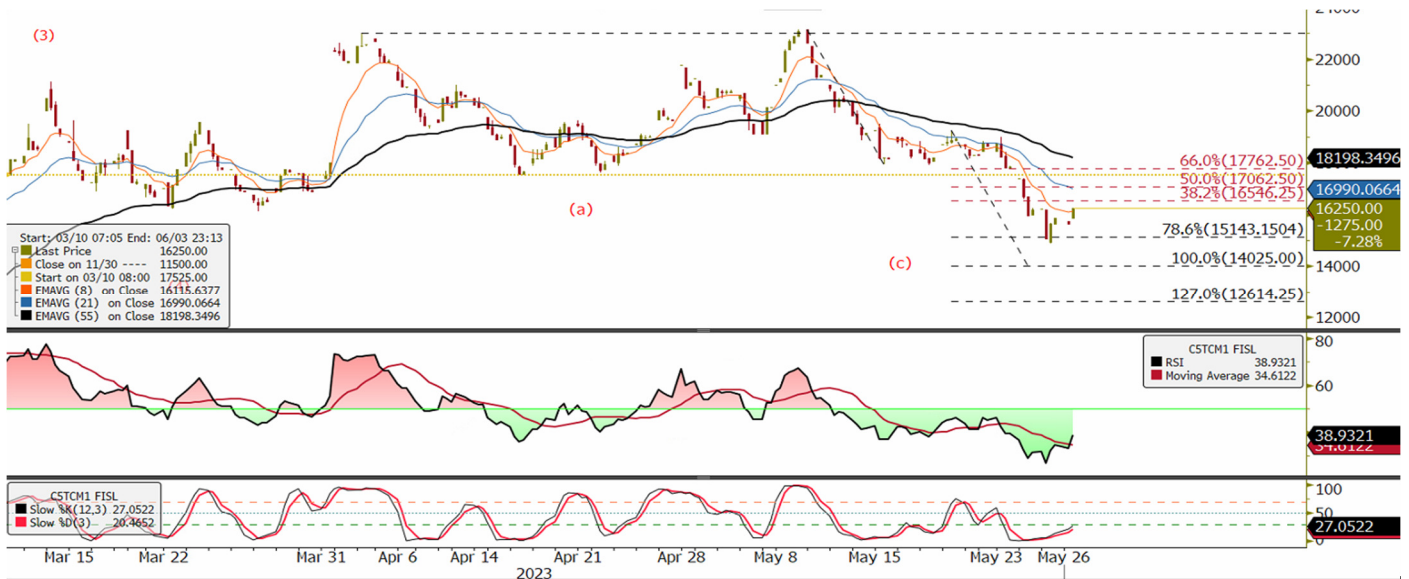 (3)
(a)
(c)
24000
22000
20000
14000
12000
66.0%(17762.50)
50.0%(17062.50)
38.2%(16546.25)
78.6%(15143.1504)
100.0%(14025.00)
127.0%(12614.25)
18198.3496
16990.0664
16250.00
-1275.00
-7.28%
Start: 03/10 07:05 End: 06/03 23:13
Last Price 16250.00
Close on 11/30 ---- 11500.00
Start on 03/10 08:00 17525.00
EMAVG (8) on Close 16115.6377
EMAVG (21) on Close 16990.0664
EMAVG (55) on Close 18198.3496
C5TCM1 FISL
RSI 38.9321
Moving Average 34.6122
80
60
38.9321
34.6122
C5TCM1 FISL
Slow %K(12,3) 27.0522
Slow %D(3) 20.4652
100
50
27.0522
0
Mar 15 Mar 22 Mar 31 Apr 6 Apr 14 Apr 21 Apr 28 May 8 May 15 May 23 May 26
2023